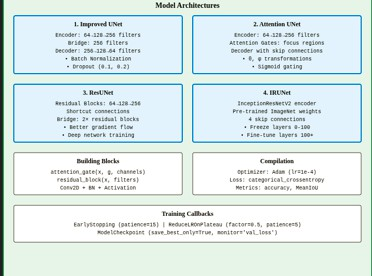 Model Architectures
1. Improved UNet
Encoder: 64-128-256 filters
Bridge: 256 filters
Decoder: 256-128-64 filters
• Batch Normalization
• Dropout (0.1, 0.2)
2. Attention UNet
Encoder: 64-128-256 filters
Attention Gates: focus regions
Decoder with skip connections
• θ, φ transformations
• Sigmoid gating
3. ResUNet
Residual Blocks: 64-128-256
Shortcut connections
Bridge: 2× residual blocks
• Better gradient flow
• Deep network training
4. IRUNet
InceptionResNetV2 encoder
Pre-trained ImageNet weights
4 skip connections
• Freeze layers 0-100
• Fine-tune layers 100+
Building Blocks
attention_gate(x, g, channels)
residual_block(x, filters)
Conv2D + BN + Activation
Compilation
Optimizer: Adam (lr=1e-4)
Loss: categorical_crossentropy
Metrics: accuracy, MeanIoU
Training Callbacks
EarlyStopping (patience=15) | ReduceLROnPlateau (factor=0.5, patience=5)
ModelCheckpoint (save_best_only=True, monitor='val_loss')